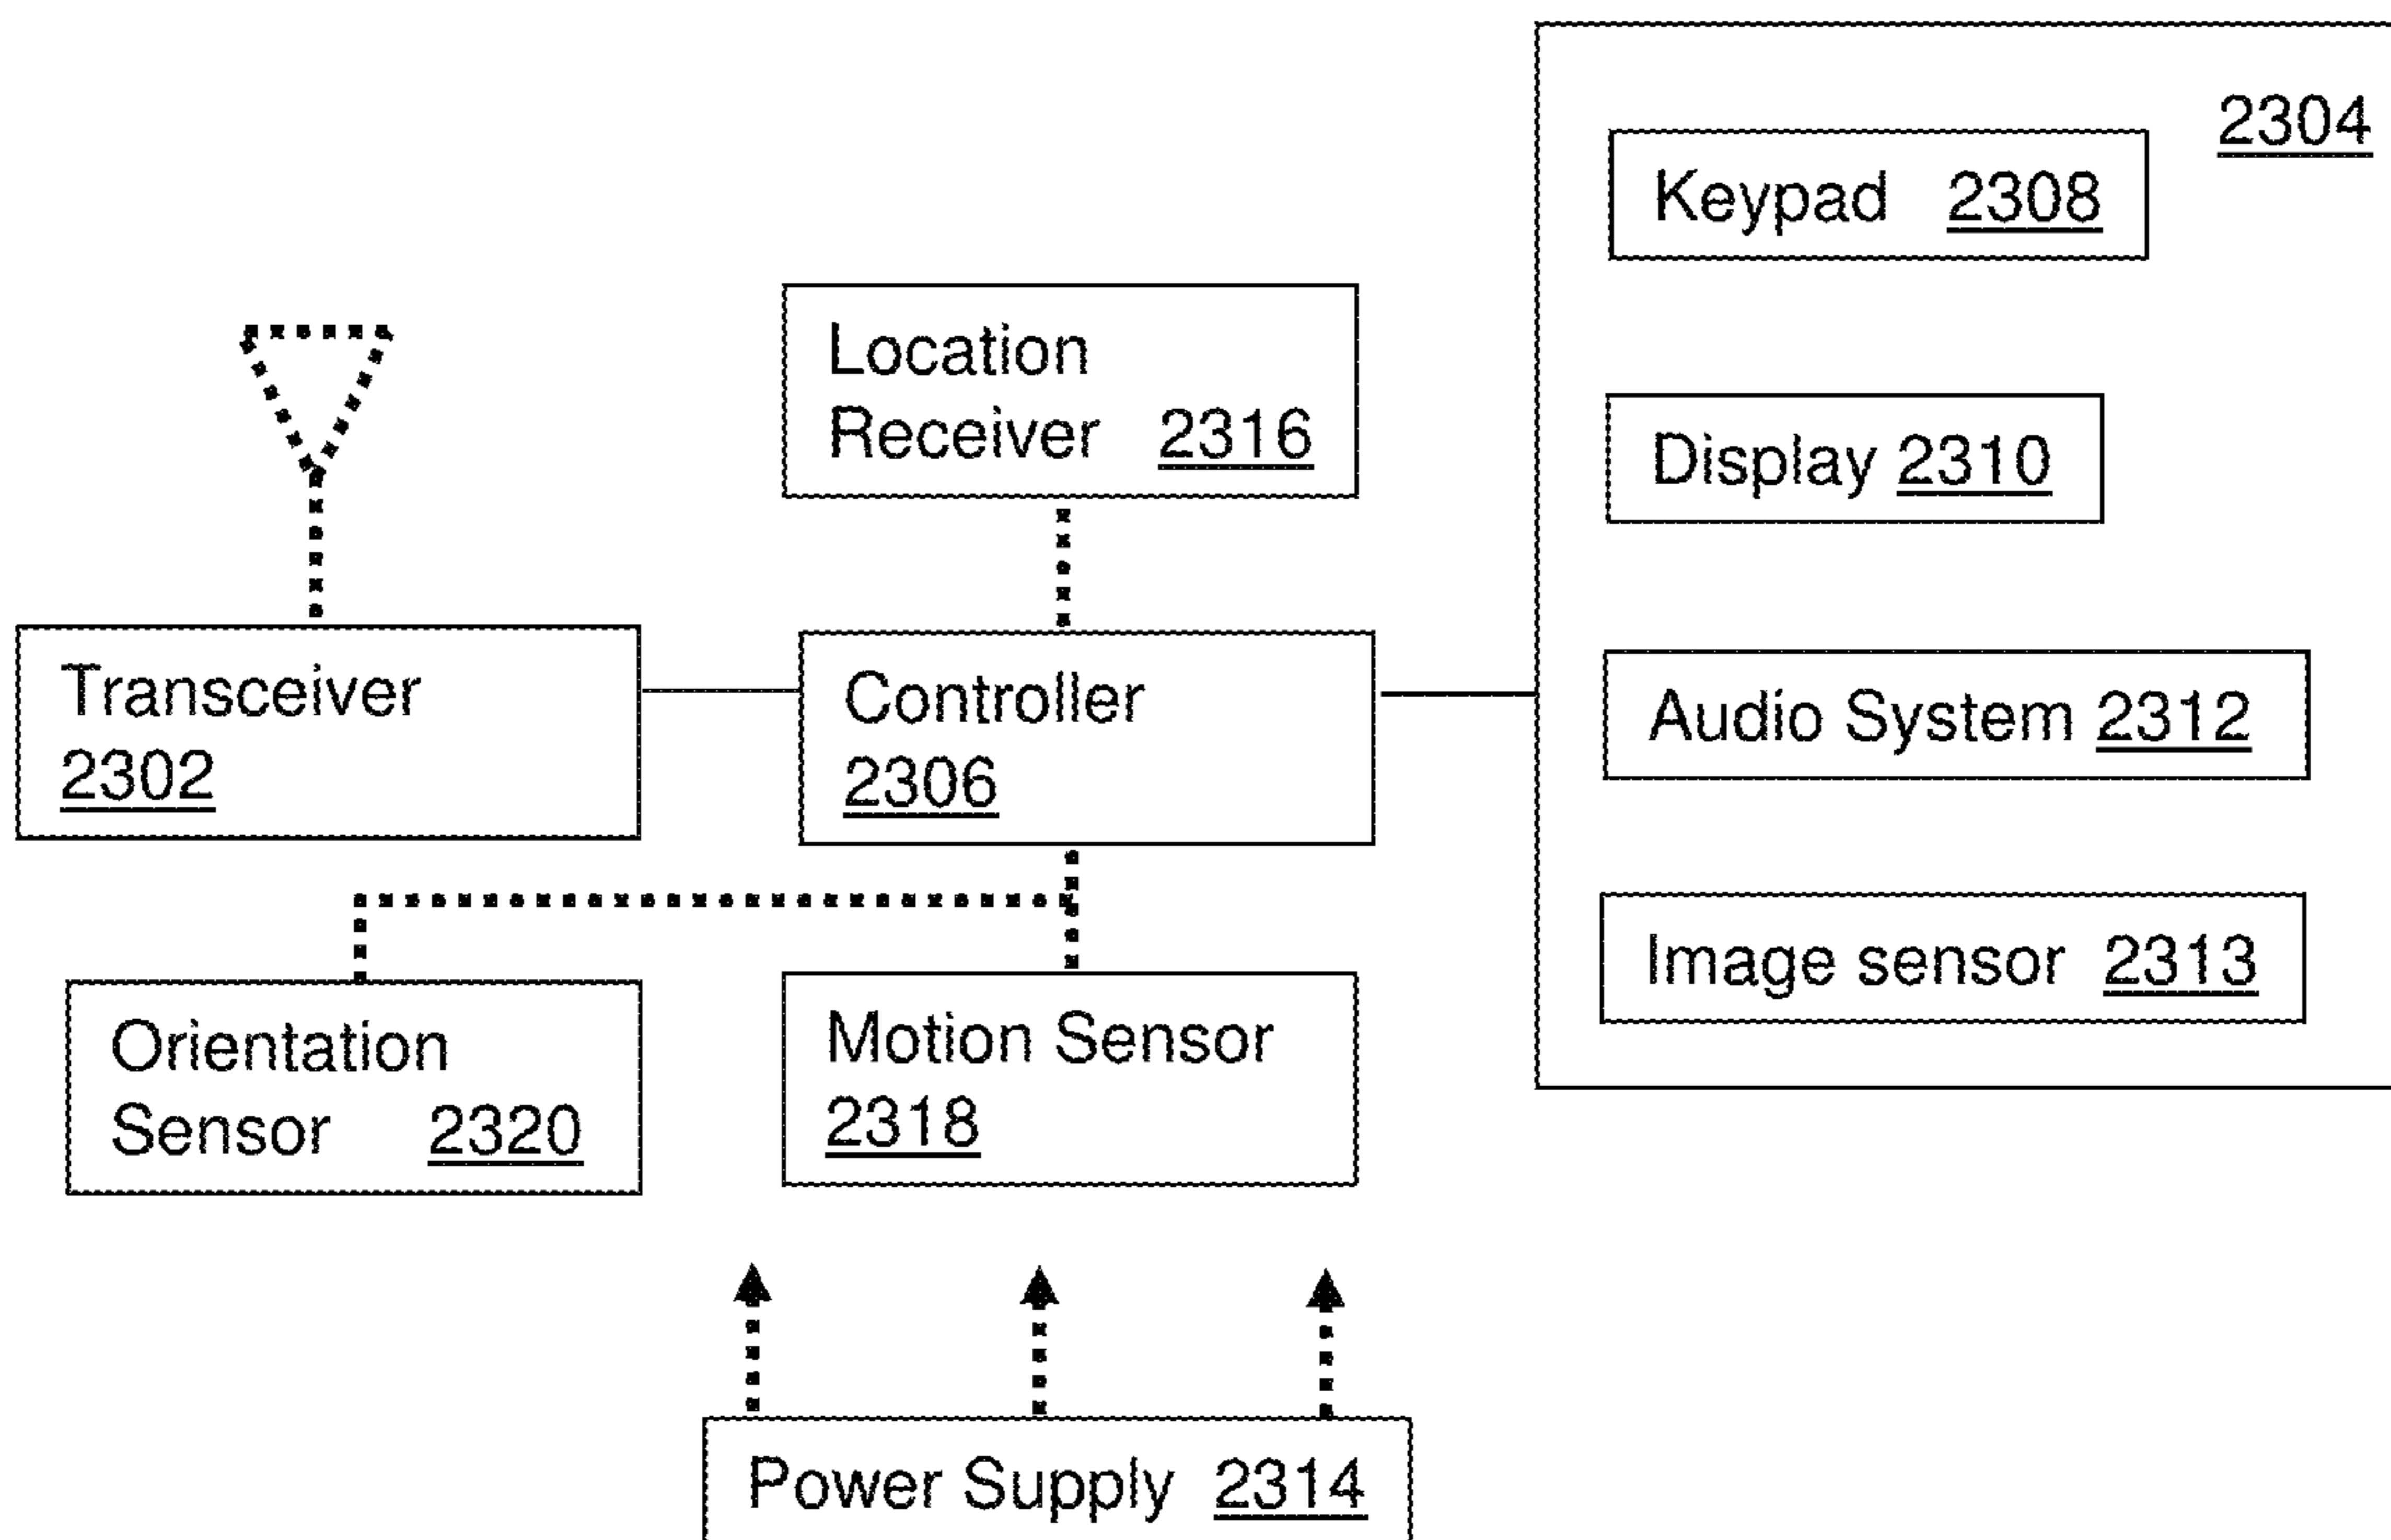 2304
Keypad 2308
Location
Receiver 2316
Display 2310
Transceiver
2302
Controller
2306
Audio System 2312
Image sensor 2313
Orientation
Sensor 2320
Motion Sensor
2318
Power Supply 2314